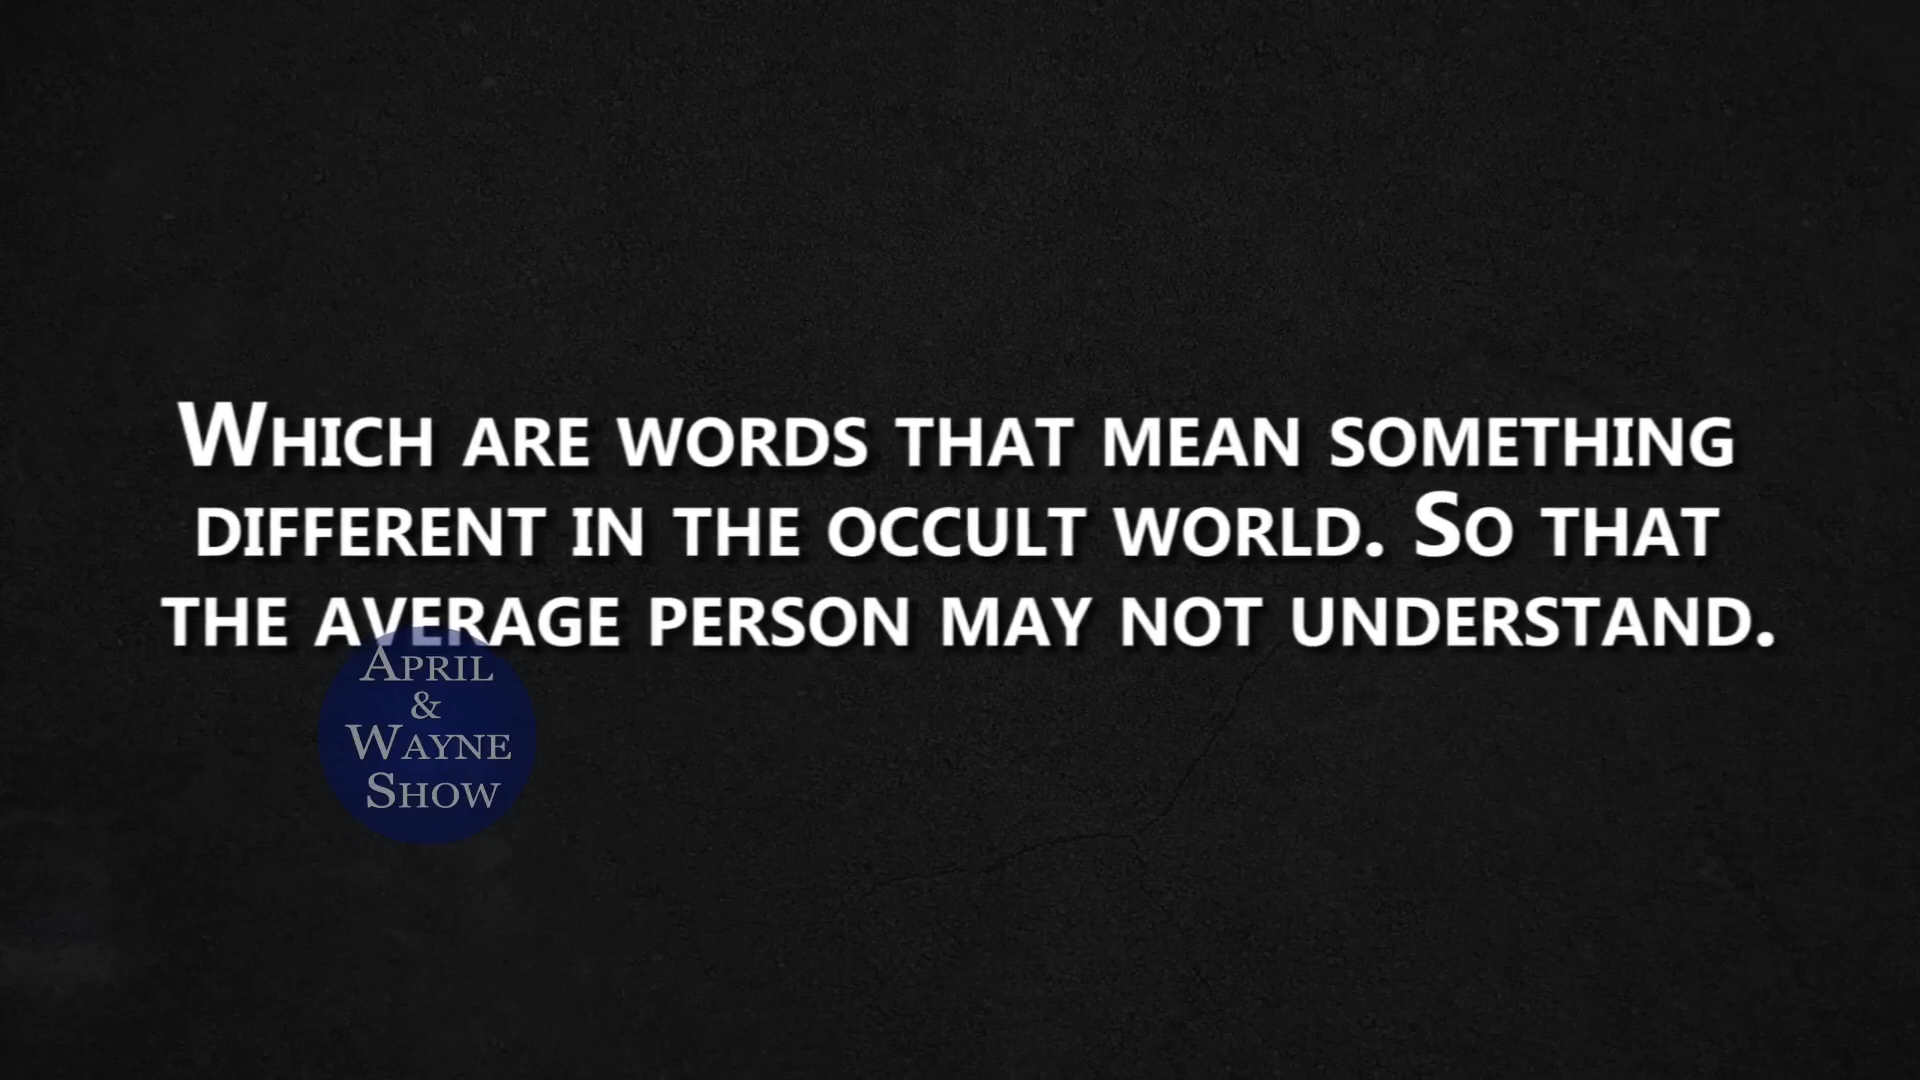 Which are words that mean something
different in the occult world. So that
the average person may not understand.
April
&
Wayne
Show